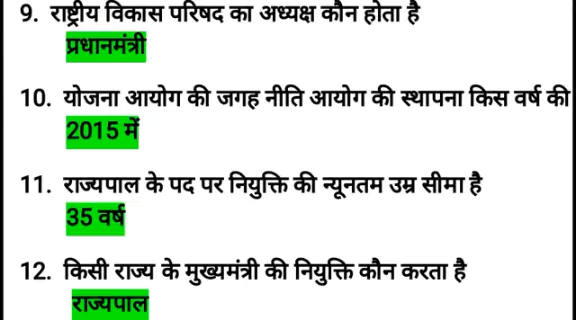 9. राष्ट्रीय विकास परिषद का अध्यक्ष कौन होता है
प्रधानमंत्री
10. योजना आयोग की जगह नीति आयोग की स्थापना किस वर्ष की
2015 में
11. राज्यपाल के पद पर नियुक्ति की न्यूनतम उम्र सीमा है
35 वर्ष
12. किसी राज्य के मुख्यमंत्री की नियुक्ति कौन करता है
राज्यपाल